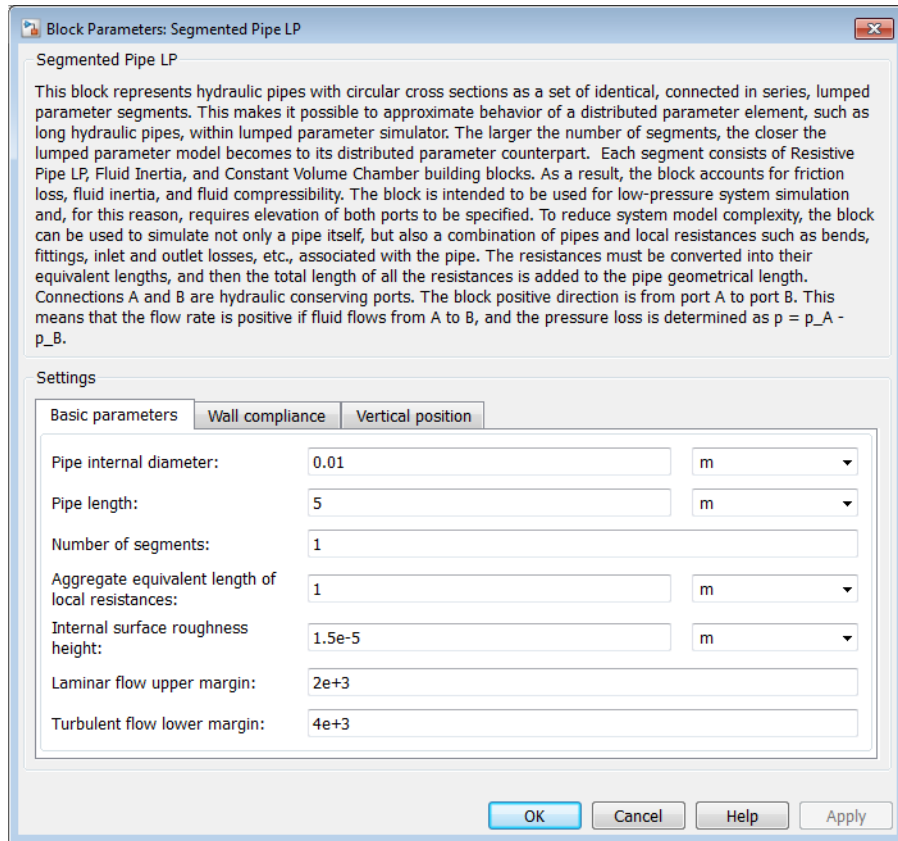 Block Parameters: Segmented Pipe LP
Segmented Pipe LP
This block represents hydraulic pipes with circular cross sections as a set of identical, connected in series, lumped
parameter segments. This makes it possible to approximate behavior of a distributed parameter element, such as
long hydraulic pipes, within lumped parameter simulator. The larger the number of segments, the closer the
lumped parameter model becomes to its distributed parameter counterpart.  Each segment consists of Resistive
Pipe LP, Fluid Inertia, and Constant Volume Chamber building blocks. As a result, the block accounts for friction
loss, fluid inertia, and fluid compressibility. The block is intended to be used for low-pressure system simulation
and, for this reason, requires elevation of both ports to be specified. To reduce system model complexity, the block
can be used to simulate not only a pipe itself, but also a combination of pipes and local resistances such as bends,
fittings, inlet and outlet losses, etc., associated with the pipe. The resistances must be converted into their
equivalent lengths, and then the total length of all the resistances is added to the pipe geometrical length.
Connections A and B are hydraulic conserving ports. The block positive direction is from port A to port B. This
means that the flow rate is positive if fluid flows from A to B, and the pressure loss is determined as p = p_A -
p_B.
Settings
Basic parameters Wall compliance Vertical position
Pipe internal diameter: 0.01 m
Pipe length: 5 m
Number of segments: 1
Aggregate equivalent length of
local resistances: 1 m
Internal surface roughness
height: 1.5e-5 m
Laminar flow upper margin: 2e+3
Turbulent flow lower margin: 4e+3
OK Cancel Help Apply